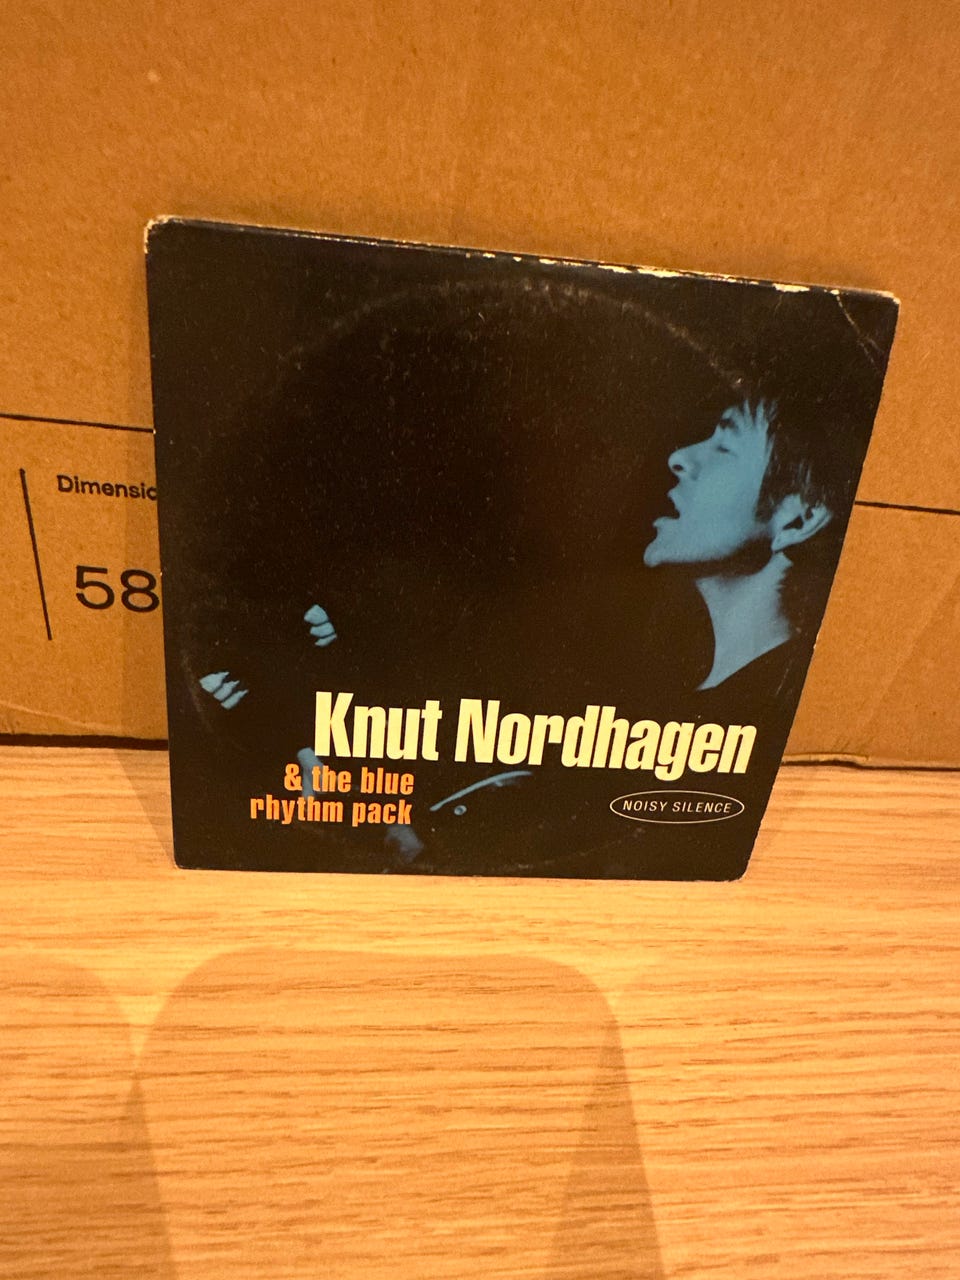 Dimensio
58
Knut Nordhagen
& the blue
rhythm pack
NOISY SILENCE